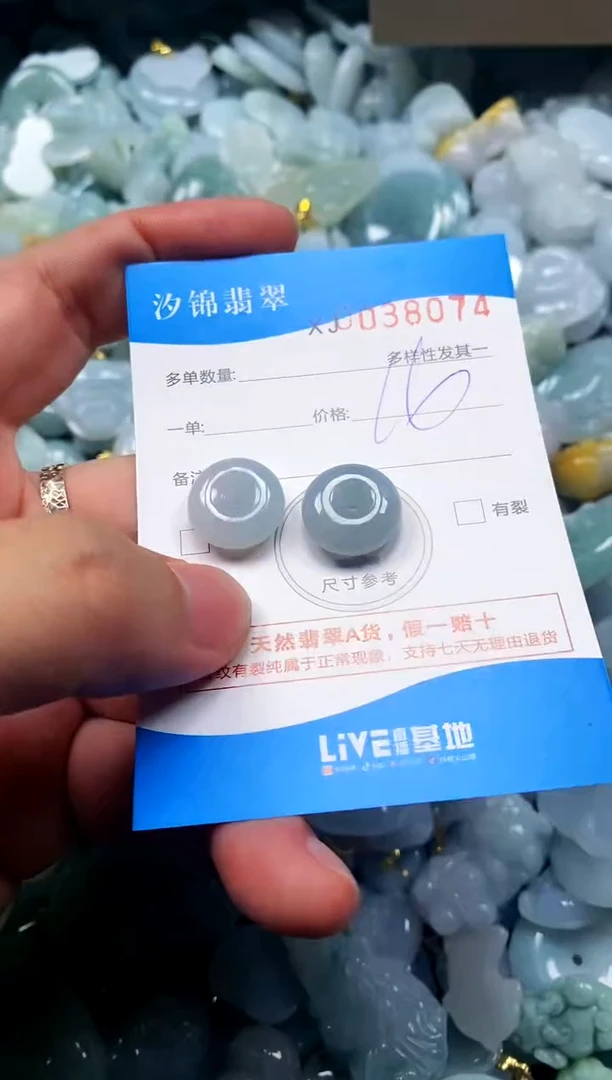 汐锦翡翠
XJ0038074
多样性发其一
多单数量:
16
一单: 价格:
备注
有裂
尺寸参考
天然翡翠A货，假一赔十
纹有裂纯属于正常现象，支持七天无理由退货
LiVE直播基地